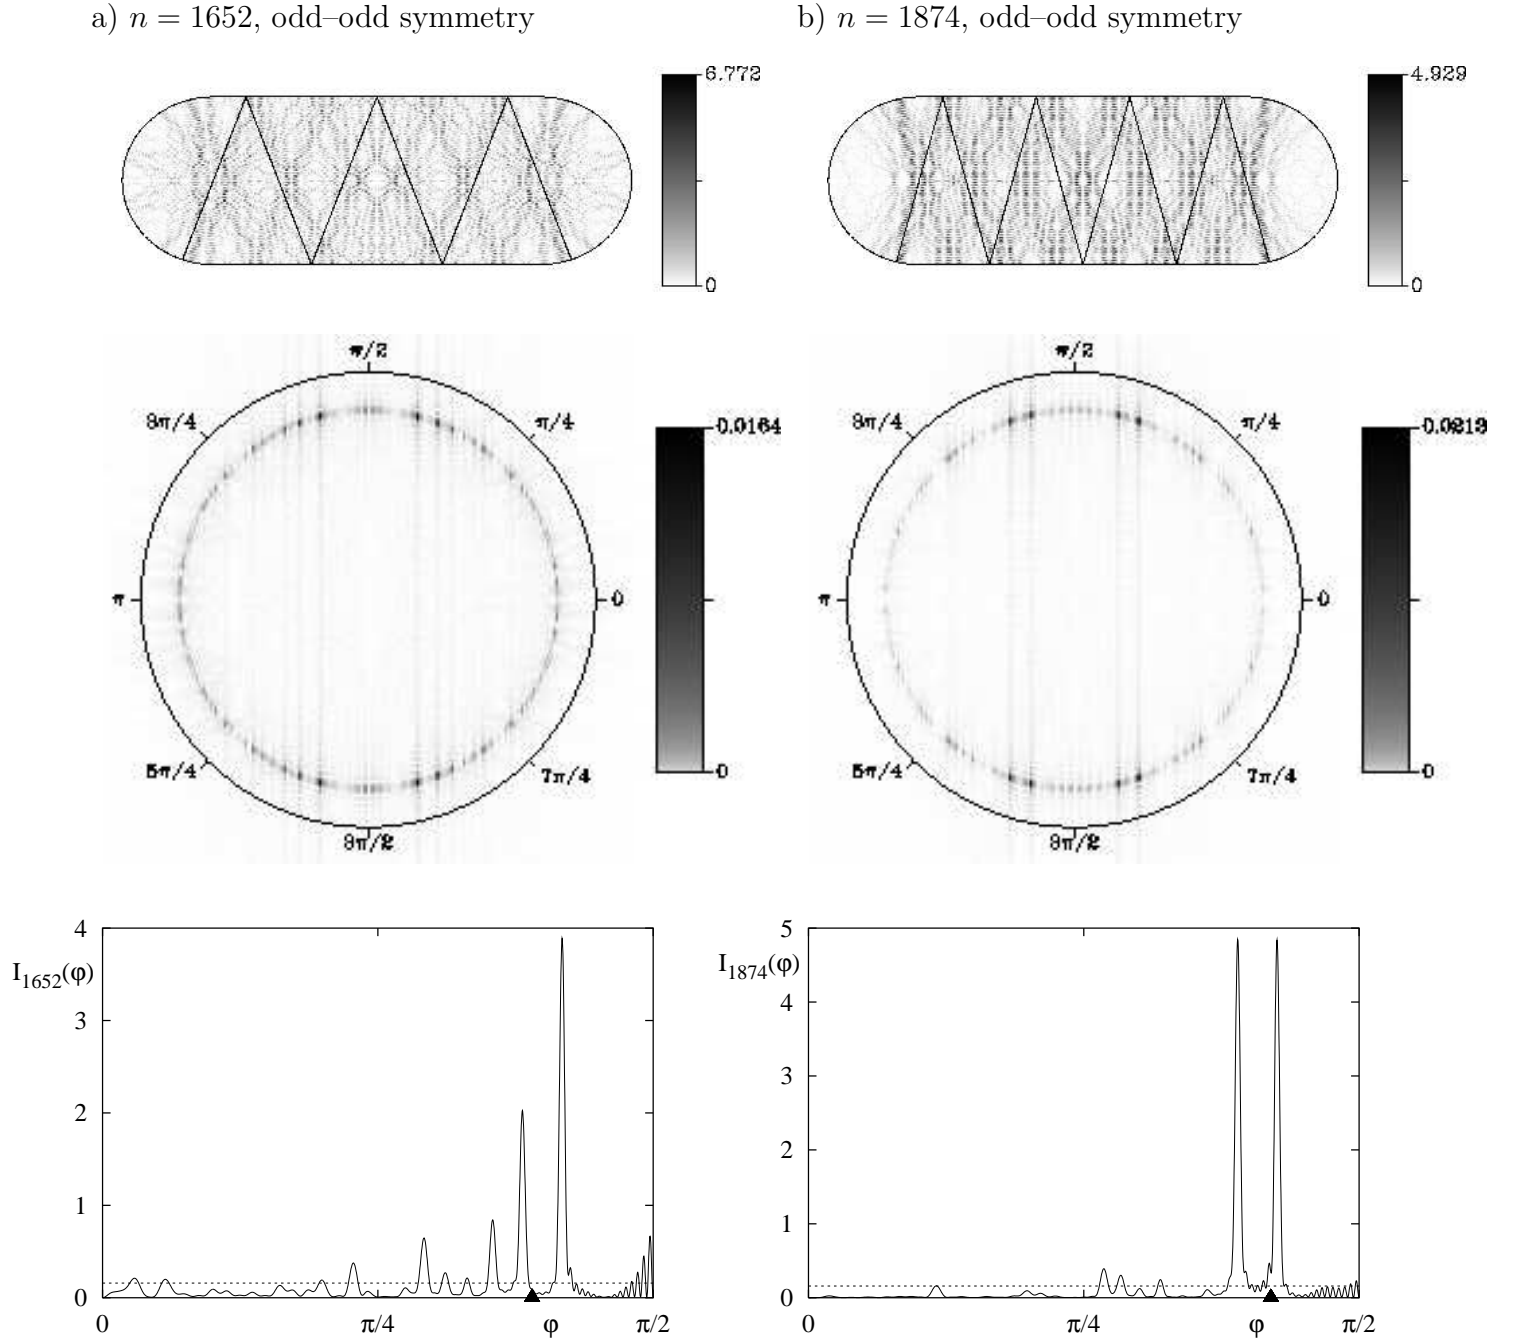 a) n = 1652, odd–odd symmetry
6.772
0
π/2
3π/4
π/4
π
0
5π/4
7π/4
3π/2
0.0164
0
4
I1652(φ)
3
2
1
0
0
π/4
φ
π/2
b) n = 1874, odd–odd symmetry
4.929
0
π/2
3π/4
π/4
π
0
5π/4
7π/4
3π/2
0.0213
0
5
I1874(φ)
4
3
2
1
0
0
π/4
φ
π/2